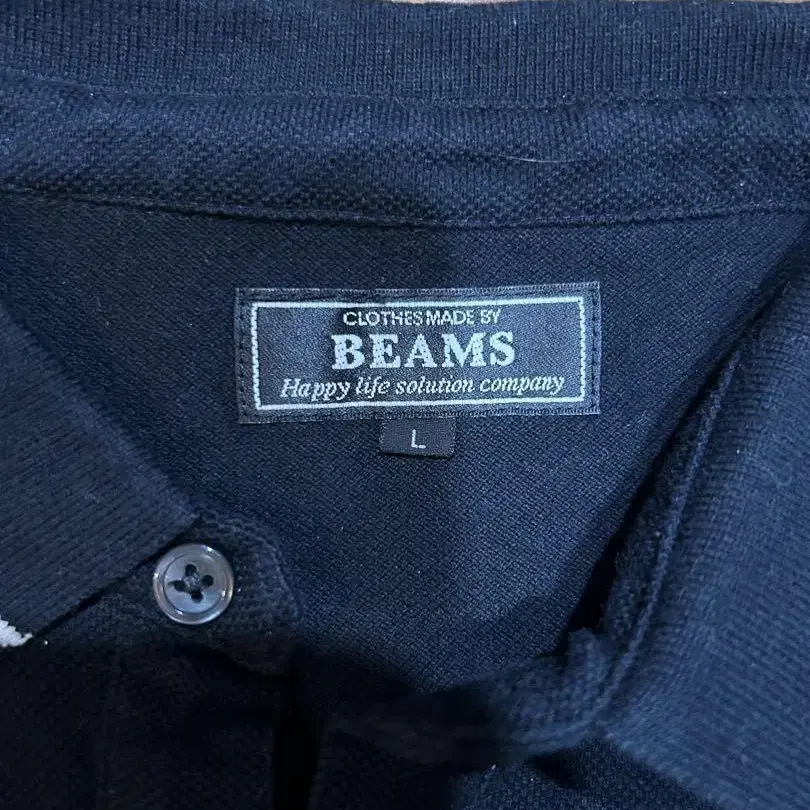 CLOTHES MADE BY
BEAMS
Happy life solution company
L